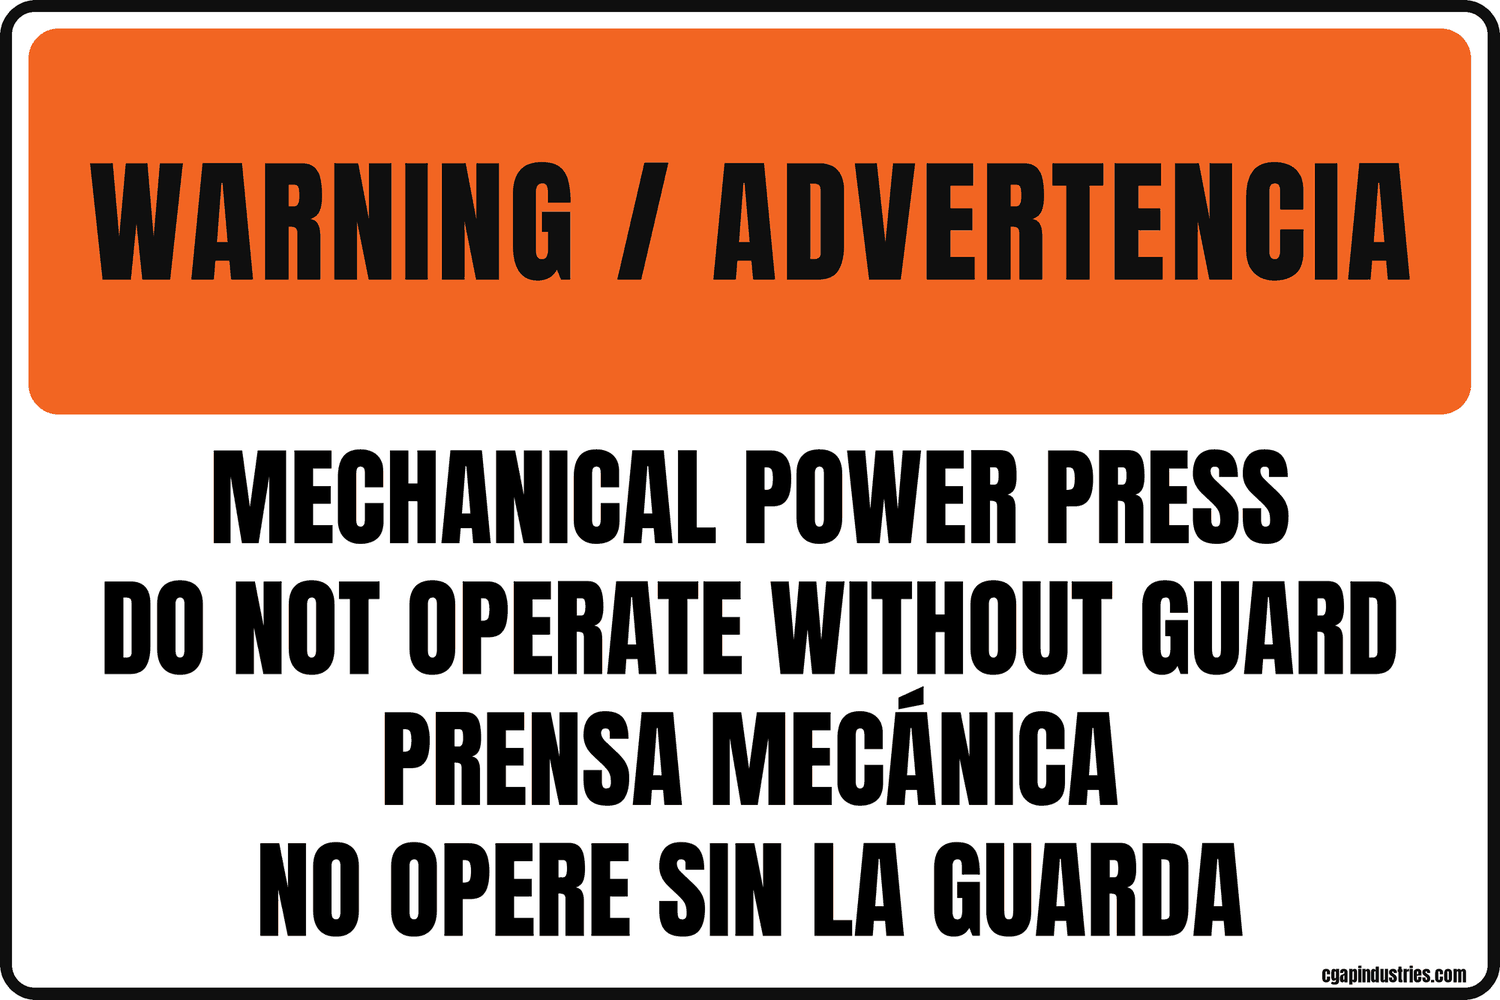 WARNING / ADVERTENCIA
MECHANICAL POWER PRESS
DO NOT OPERATE WITHOUT GUARD
PRENSA MECÁNICA
NO OPERE SIN LA GUARDA
cgapindustries.com